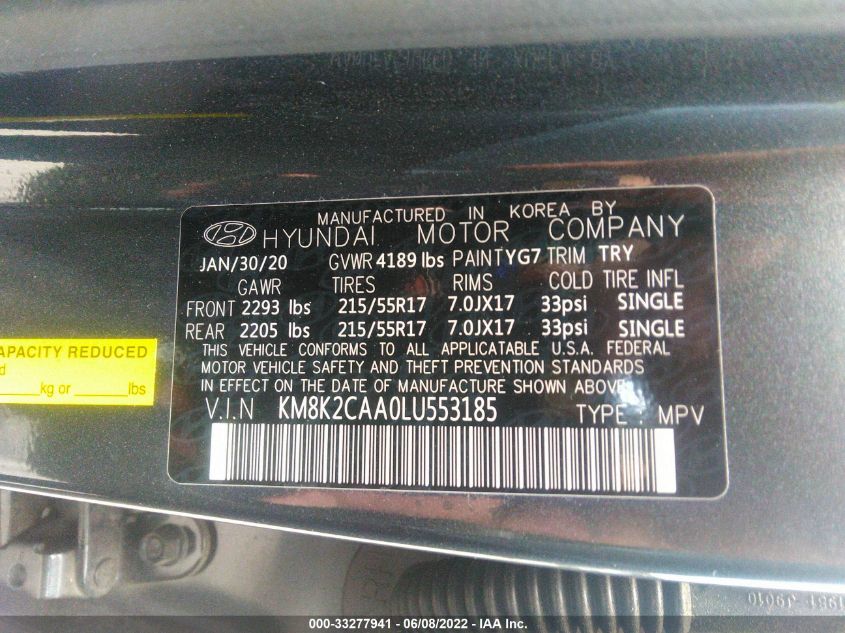 MANUFACTURED IN KOREA BY
HYUNDAI MOTOR COMPANY
JAN/30/20 GVWR 4189 lbs PAINT YG7 TRIM TRY
GAWR TIRES RIMS COLD TIRE INFL
FRONT 2293 lbs 215/55R17 7.0JX17 33psi SINGLE
REAR 2205 lbs 215/55R17 7.0JX17 33psi SINGLE
THIS VEHICLE CONFORMS TO ALL APPLICATABLE U.S.A. FEDERAL
MOTOR VEHICLE SAFETY AND THEFT PREVENTION STANDARDS
IN EFFECT ON THE DATE OF MANUFACTURE SHOWN ABOVE
V.I.N KM8K2CAA0LU553185 TYPE : MPV
APACITY REDUCED
d
kg or lbs
J9010
000-33277941 - 06/08/2022 - IAA Inc.